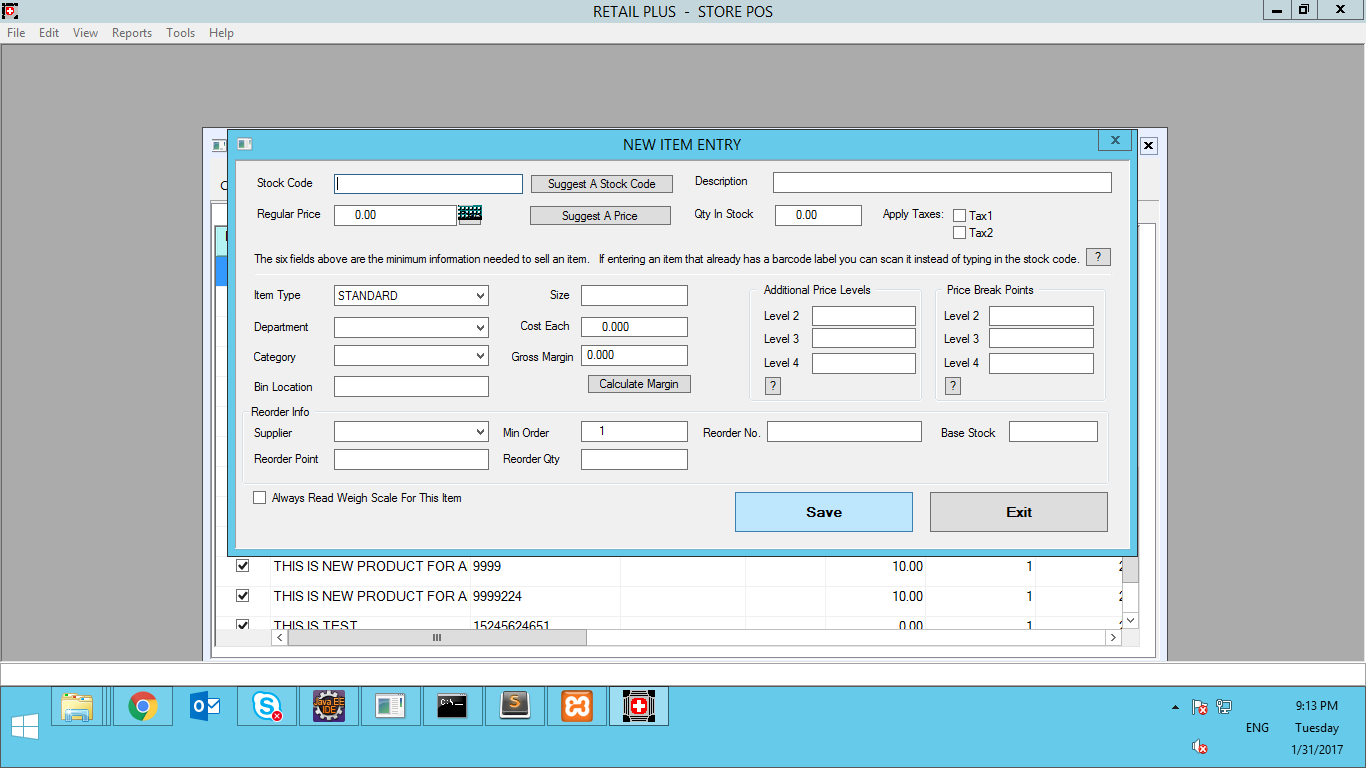 RETAIL PLUS - STORE POS
File Edit View Reports Tools Help
NEW ITEM ENTRY
Stock Code Suggest A Stock Code Description
Regular Price 0.00 Suggest A Price Qty In Stock 0.00 Apply Taxes: Tax1
Tax2
The six fields above are the minimum information needed to sell an item. If entering an item that already has a barcode label you can scan it instead of typing in the stock code. ?
Item Type STANDARD Size Additional Price Levels Price Break Points
Level 2 Level 2
Department Cost Each 0.000
Level 3 Level 3
Category Gross Margin 0.000
Level 4 Level 4
Bin Location Calculate Margin ? ?
Reorder Info
Supplier Min Order 1 Reorder No. Base Stock
Reorder Point Reorder Qty
Always Read Weigh Scale For This Item
Save Exit
THIS IS NEW PRODUCT FOR A 9999 10.00 1
THIS IS NEW PRODUCT FOR A 9999224 10.00 1
THIS IS TEST 15245624651 0.00 1
Java EE
IDE
C:\
9:13 PM
ENG Tuesday
1/31/2017